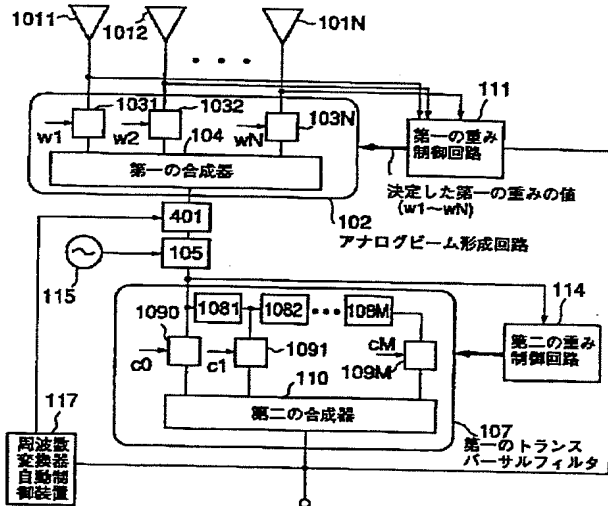 1011
1012
101N
1031
1032
103N
111
w1
w2
wN
104
第一の合成器
第一の重み
制御回路
決定した第一の重みの値
(w1~wN)
102
アナログビーム形成回路
401
105
115
114
1090
1081
1082
108M
第二の重み
制御回路
c0
c1
1091
cM
109M
110
第二の合成器
117
周波数
変換器
自動制
御装置
107
第一のトランス
バーサルフィルタ